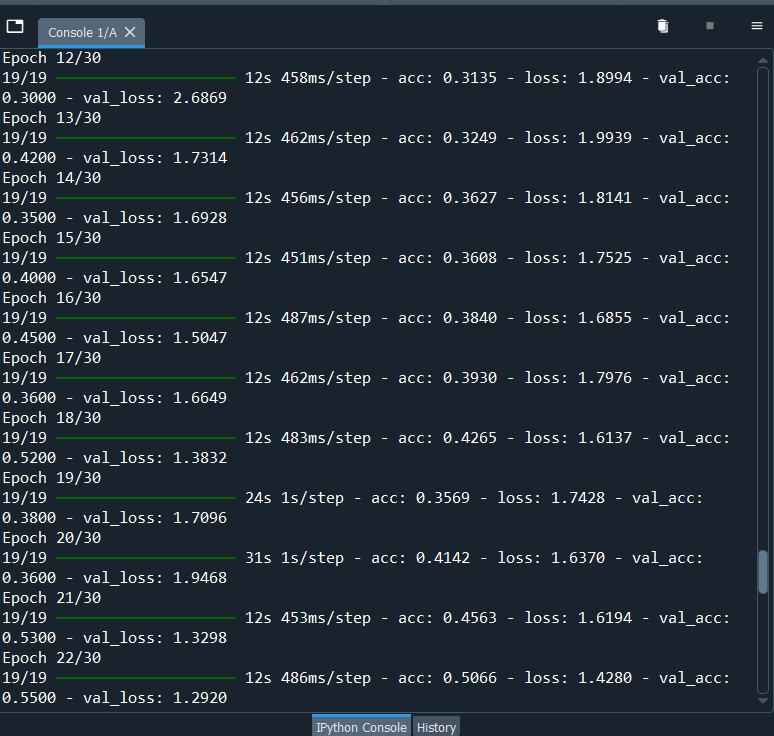 Console 1/A
Epoch 12/30
19/19 12s 458ms/step - acc: 0.3135 - loss: 1.8994 - val_acc:
0.3000 - val_loss: 2.6869
Epoch 13/30
19/19 12s 462ms/step - acc: 0.3249 - loss: 1.9939 - val_acc:
0.4200 - val_loss: 1.7314
Epoch 14/30
19/19 12s 456ms/step - acc: 0.3627 - loss: 1.8141 - val_acc:
0.3500 - val_loss: 1.6928
Epoch 15/30
19/19 12s 451ms/step - acc: 0.3608 - loss: 1.7525 - val_acc:
0.4000 - val_loss: 1.6547
Epoch 16/30
19/19 12s 487ms/step - acc: 0.3840 - loss: 1.6855 - val_acc:
0.4500 - val_loss: 1.5047
Epoch 17/30
19/19 12s 462ms/step - acc: 0.3930 - loss: 1.7976 - val_acc:
0.3600 - val_loss: 1.6649
Epoch 18/30
19/19 12s 483ms/step - acc: 0.4265 - loss: 1.6137 - val_acc:
0.5200 - val_loss: 1.3832
Epoch 19/30
19/19 24s 1s/step - acc: 0.3569 - loss: 1.7428 - val_acc:
0.3800 - val_loss: 1.7096
Epoch 20/30
19/19 31s 1s/step - acc: 0.4142 - loss: 1.6370 - val_acc:
0.3600 - val_loss: 1.9468
Epoch 21/30
19/19 12s 453ms/step - acc: 0.4563 - loss: 1.6194 - val_acc:
0.5300 - val_loss: 1.3298
Epoch 22/30
19/19 12s 486ms/step - acc: 0.5066 - loss: 1.4280 - val_acc:
0.5500 - val_loss: 1.2920
IPython Console History